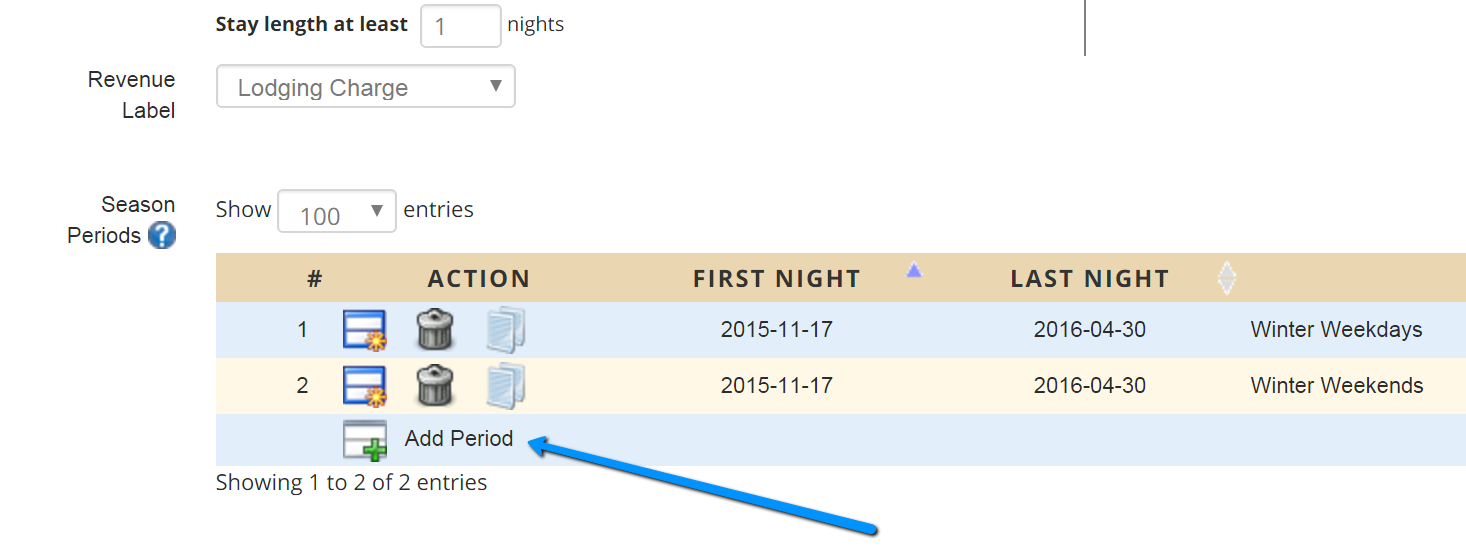 Stay length at least 1 nights
Revenue
Label
Lodging Charge
Season
Periods ?
Show 100 entries
# ACTION FIRST NIGHT LAST NIGHT
1 2015-11-17 2016-04-30 Winter Weekdays
2 2015-11-17 2016-04-30 Winter Weekends
Add Period
Showing 1 to 2 of 2 entries